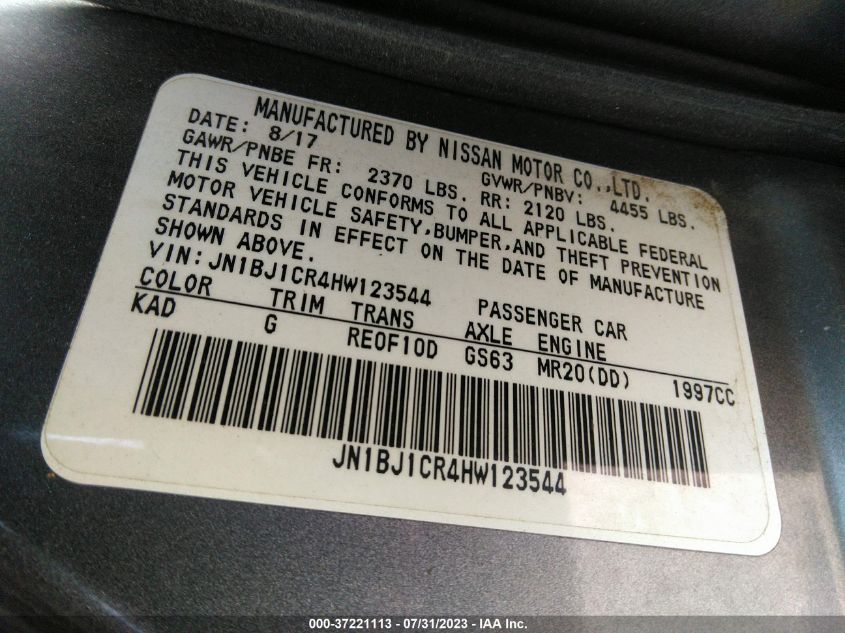 MANUFACTURED BY NISSAN MOTOR CO.,LTD.
DATE: 8/17 GVWR/PNBV: 4455 LBS.
GAWR/PNBE FR: 2370 LBS. RR: 2120 LBS.
THIS VEHICLE CONFORMS TO ALL APPLICABLE FEDERAL
MOTOR VEHICLE SAFETY,BUMPER,AND THEFT PREVENTION
STANDARDS IN EFFECT ON THE DATE OF MANUFACTURE
SHOWN ABOVE.
VIN:JN1BJ1CR4HW123544 PASSENGER CAR
COLOR TRIM TRANS AXLE ENGINE
KAD G RE0F10D GS63 MR20(DD) 1997CC
JN1BJ1CR4HW123544
000-37221113 - 07/31/2023 - IAA Inc.